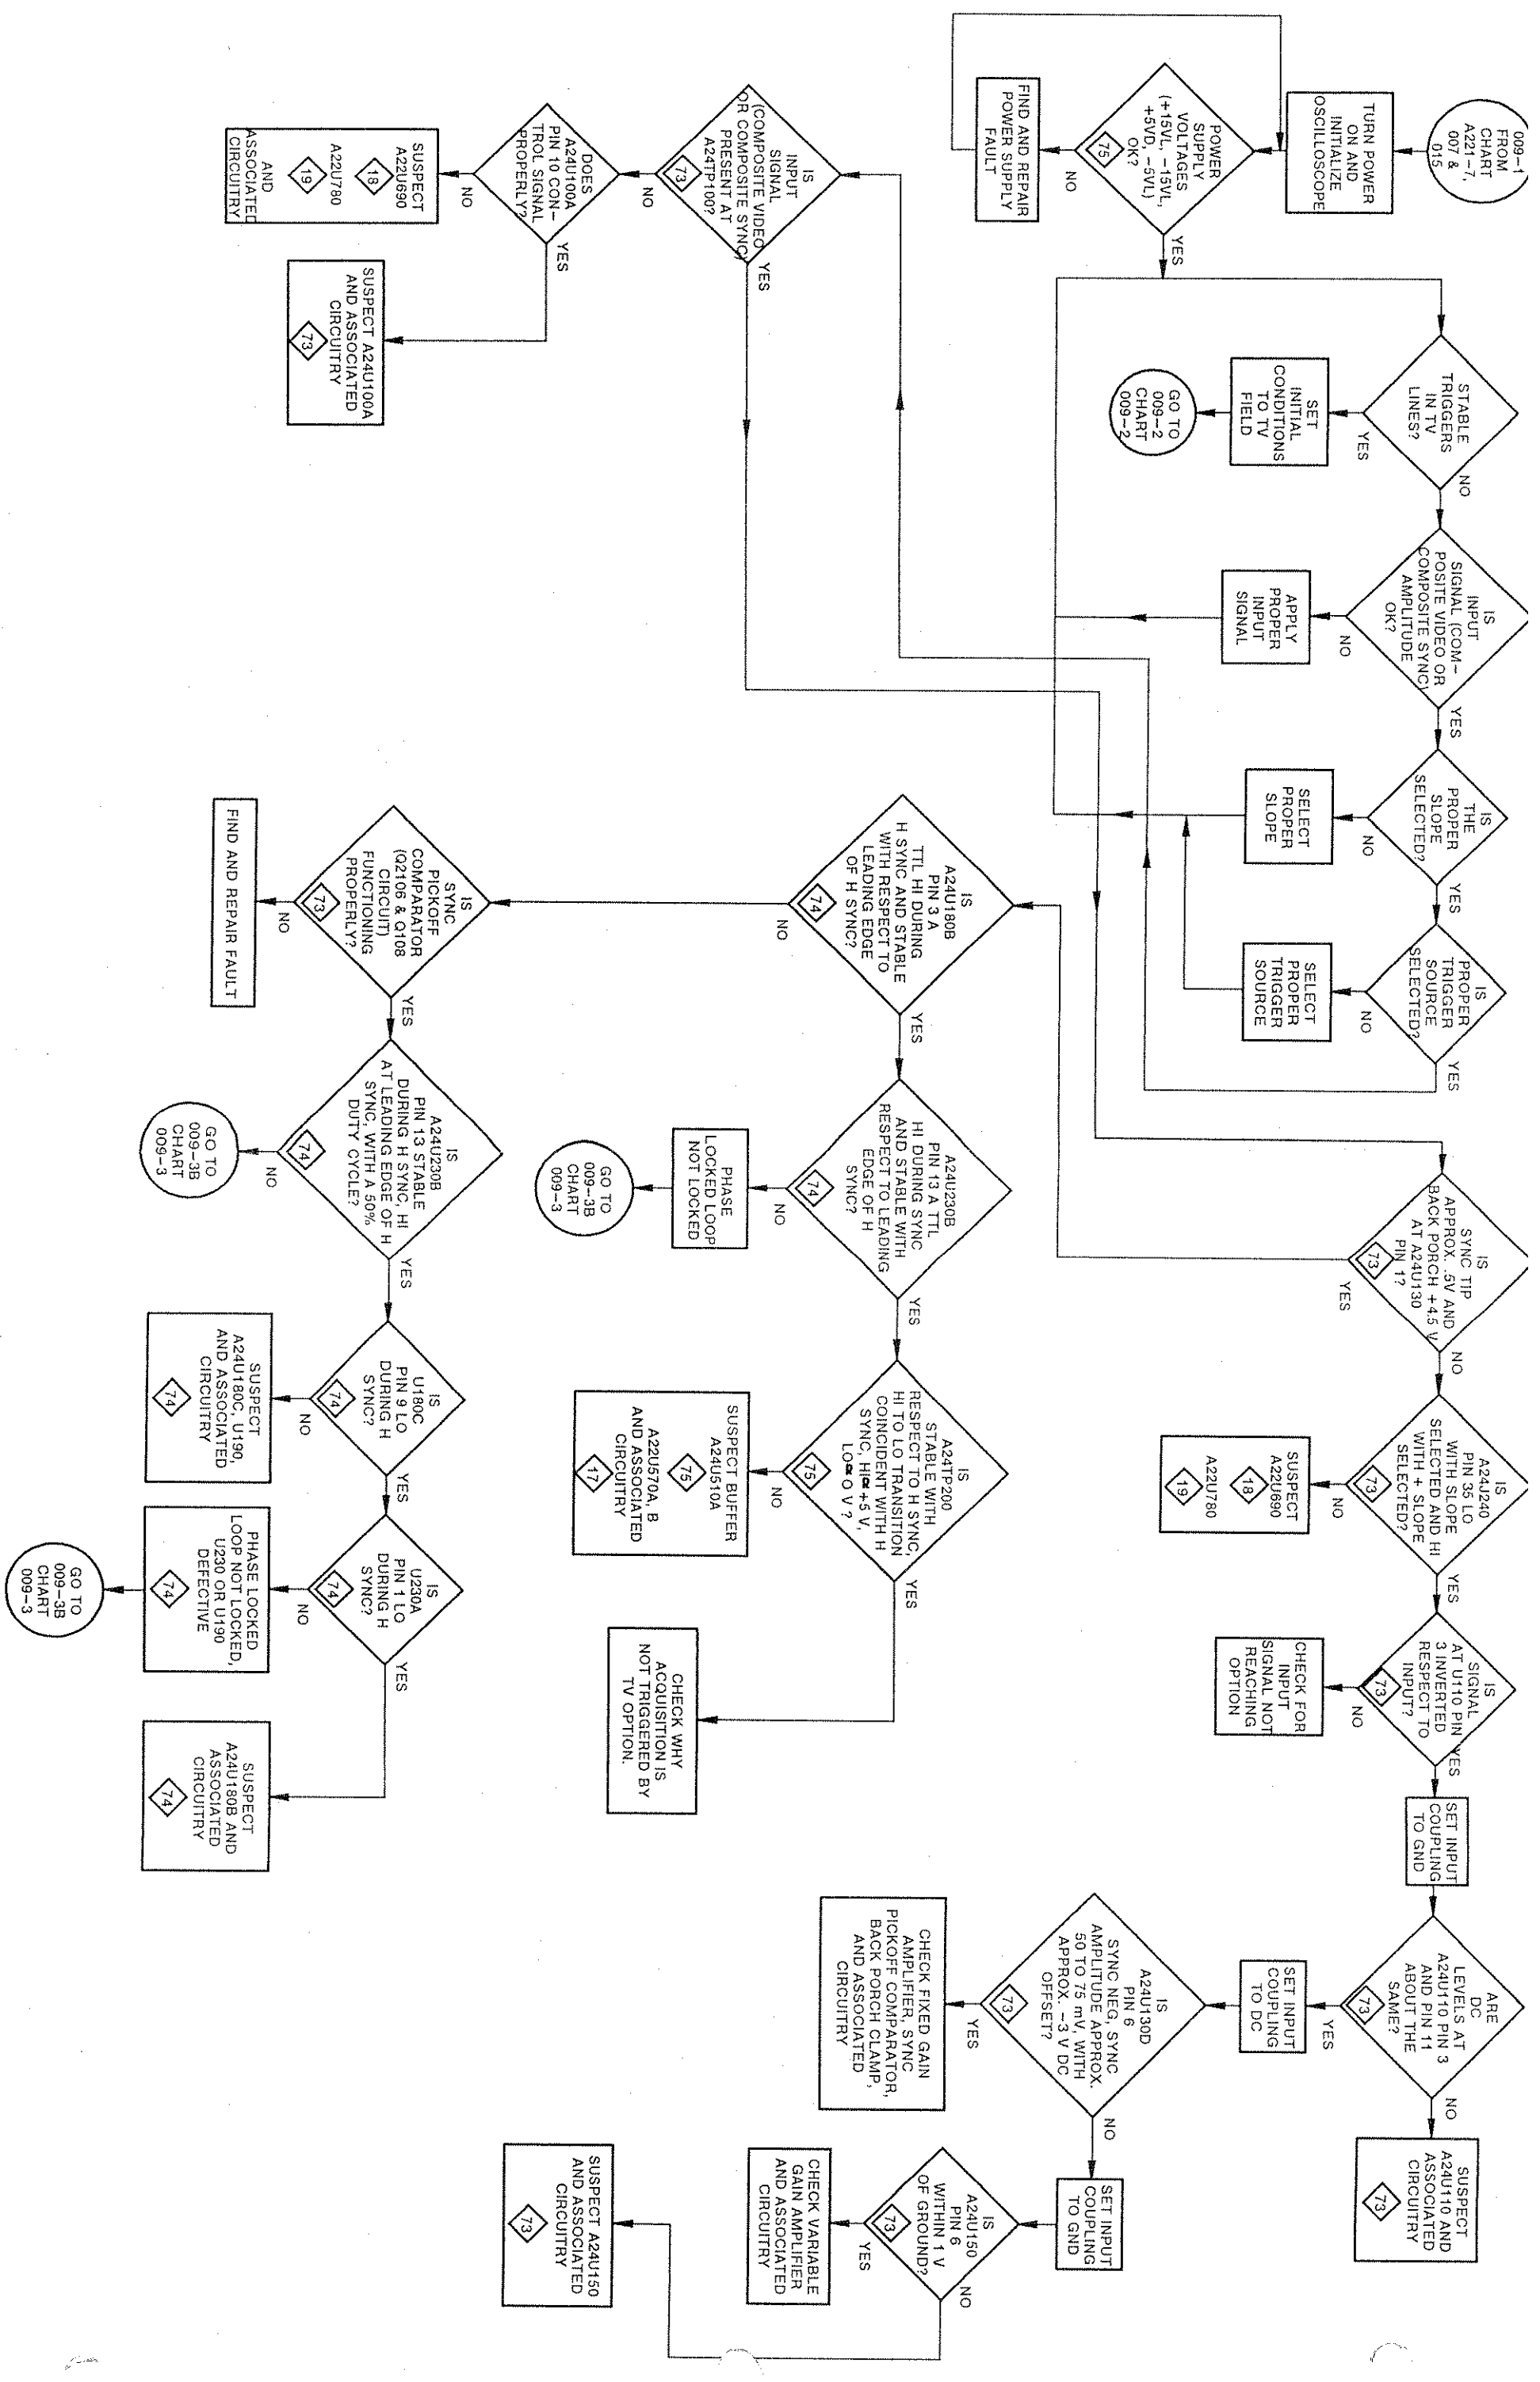 009-1
FROM
CHART
A221-7,
007 &
015
TURN POWER
ON AND
INITIALIZE
OSCILLOSCOPE
POWER
SUPPLY
VOLTAGES
(+15VL, -15VL,
+5VD, -5VL)
OK?
75
YES
NO
FIND AND REPAIR
POWER SUPPLY
FAULT
STABLE
TRIGGERS
IN TV
LINES?
NO
YES
SET
INITIAL
CONDITIONS
TO TV
FIELD
GO TO
009-2
CHART
009-2
IS
INPUT
SIGNAL (COM-
POSITE VIDEO OR
COMPOSITE SYNC)
AMPLITUDE
OK?
YES
NO
APPLY
PROPER
INPUT
SIGNAL
IS
THE
PROPER
SLOPE
SELECTED?
YES
NO
SELECT
PROPER
SLOPE
IS
PROPER
TRIGGER
SOURCE
SELECTED?
YES
NO
SELECT
PROPER
TRIGGER
SOURCE
IS
INPUT
SIGNAL
(COMPOSITE VIDEO
OR COMPOSITE SYNC)
PRESENT AT
A24TP100?
73
YES
NO
DOES
A24U100A
PIN 10 CON-
TROL SIGNAL
PROPERLY?
YES
NO
SUSPECT
A22U690
18
A22U780
19
AND
ASSOCIATED
CIRCUITRY
SUSPECT A24U100A
AND ASSOCIATED
CIRCUITRY
73
IS
SYNC TIP
APPROX. .5V AND
BACK PORCH +4.5 V
AT A24U130
PIN 1?
73
NO
YES
IS
A24J240
PIN 35 LO
WITH SLOPE
SELECTED AND HI
WITH + SLOPE
SELECTED?
73
YES
NO
SUSPECT
A22U690
18
A22U780
19
IS
SIGNAL
AT U110 PIN
3 INVERTED
RESPECT TO
INPUT?
73
YES
NO
CHECK FOR
INPUT
SIGNAL NOT
REACHING
OPTION
SET INPUT
COUPLING
TO GND
ARE
DC
LEVELS AT
A24U110 PIN 3
AND PIN 11
ABOUT THE
SAME?
73
NO
YES
SUSPECT
A24U110 AND
ASSOCIATED
CIRCUITRY
73
SET INPUT
COUPLING
TO DC
IS
A24U130D
PIN 6
SYNC NEG, SYNC
AMPLITUDE APPROX.
50 TO 75 mV, WITH
APPROX. -3 V DC
OFFSET?
73
NO
YES
CHECK FIXED GAIN
AMPLIFIER, SYNC
PICKOFF COMPARATOR,
BACK PORCH CLAMP,
AND ASSOCIATED
CIRCUITRY
SET INPUT
COUPLING
TO GND
IS
A24U150
PIN 6
WITHIN 1 V
OF GROUND?
73
NO
YES
CHECK VARIABLE
GAIN AMPLIFIER
AND ASSOCIATED
CIRCUITRY
SUSPECT A24U150
AND ASSOCIATED
CIRCUITRY
73
IS
A24U180B
PIN 3 A
TTL HI DURING
H SYNC AND STABLE
WITH RESPECT TO
LEADING EDGE
OF H SYNC?
74
YES
NO
IS
A24U230B
PIN 13 A TTL
HI DURING SYNC
AND STABLE WITH
RESPECT TO LEADING
EDGE OF H
SYNC?
74
YES
NO
PHASE
LOCKED LOOP
NOT LOCKED
GO TO
009-3B
CHART
009-3
IS
A24TP200
STABLE WITH
RESPECT TO H SYNC,
HI TO LO TRANSITION
COINCIDENT WITH H
SYNC, HI≈ +5 V,
LO≈ O V ?
75
YES
NO
SUSPECT BUFFER
A24U510A
75
A22U570A, B
AND ASSOCIATED
CIRCUITRY
17
CHECK WHY
ACQUISITION IS
NOT TRIGGERED BY
TV OPTION.
IS
SYNC
PICKOFF
COMPARATOR
(Q2106 & Q108
CIRCUIT)
FUNCTIONING
PROPERLY?
73
YES
NO
FIND AND REPAIR FAULT
IS
A24U230B
PIN 13 STABLE
DURING H SYNC, HI
AT LEADING EDGE OF H
SYNC, WITH A 50%
DUTY CYCLE?
74
YES
NO
GO TO
009-3B
CHART
009-3
IS
U180C
PIN 9 LO
DURING H
SYNC?
74
YES
NO
SUSPECT
A24U180C, U190,
AND ASSOCIATED
CIRCUITRY
74
IS
U230A
PIN 1 LO
DURING H
SYNC?
74
YES
NO
PHASE LOCKED
LOOP NOT LOCKED,
U230 OR U190
DEFECTIVE
74
GO TO
009-3B
CHART
009-3
SUSPECT
A24U180B AND
ASSOCIATED
CIRCUITRY
74